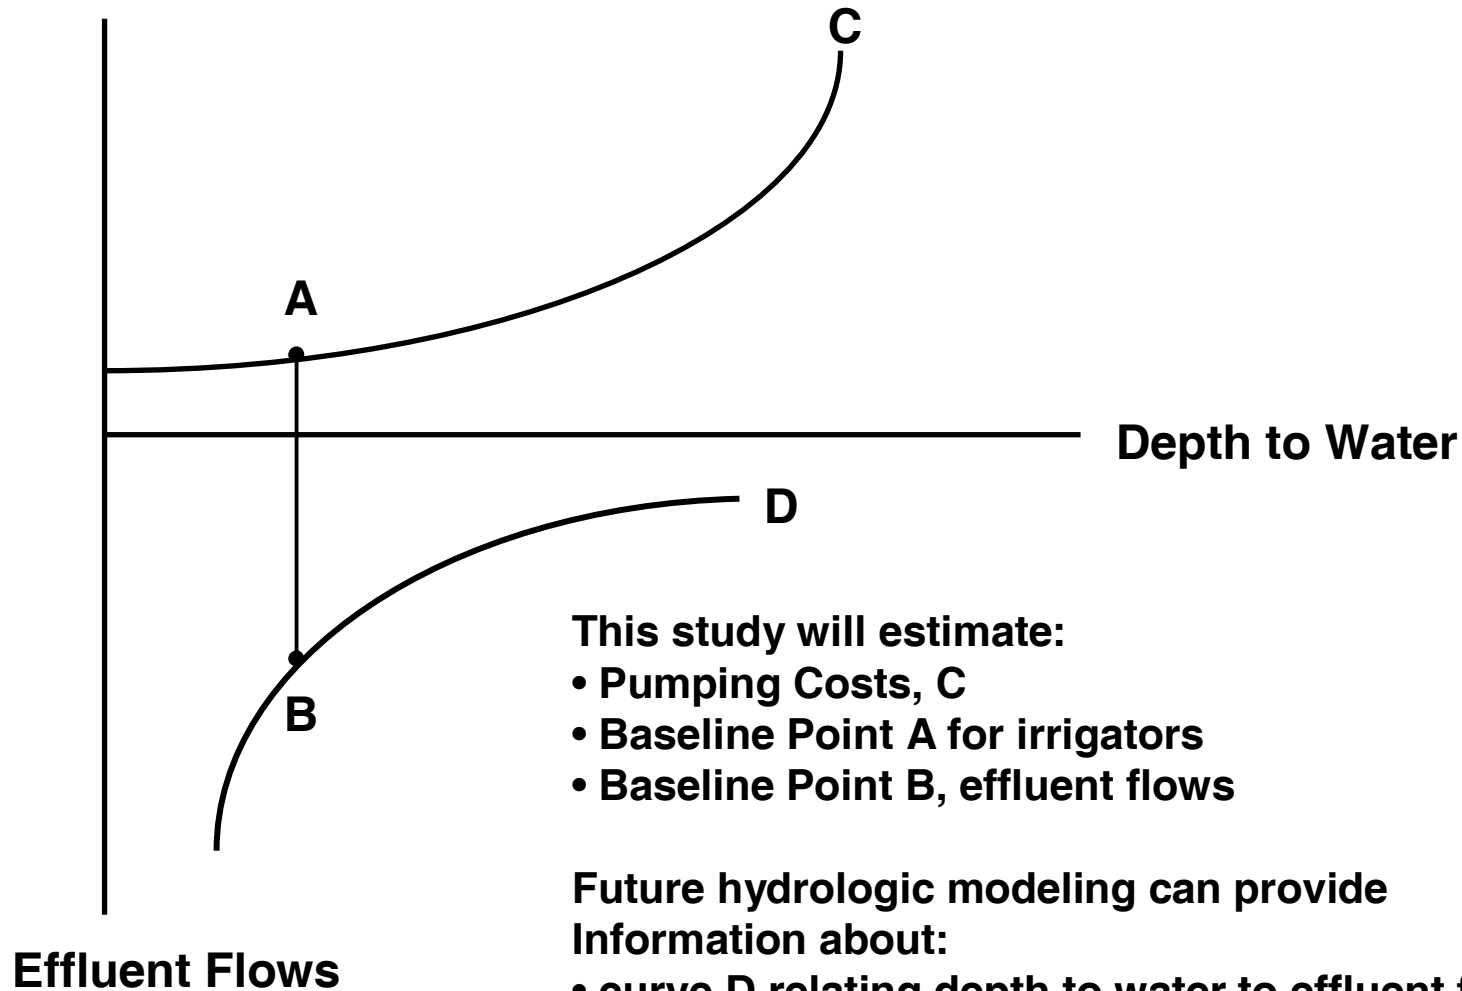 C
A
Depth to Water
D
This study will estimate:
• Pumping Costs, C
• Baseline Point A for irrigators
• Baseline Point B, effluent flows
B
Future hydrologic modeling can provide
Information about:
Effluent Flows
• curve D relating depth to water to effluent